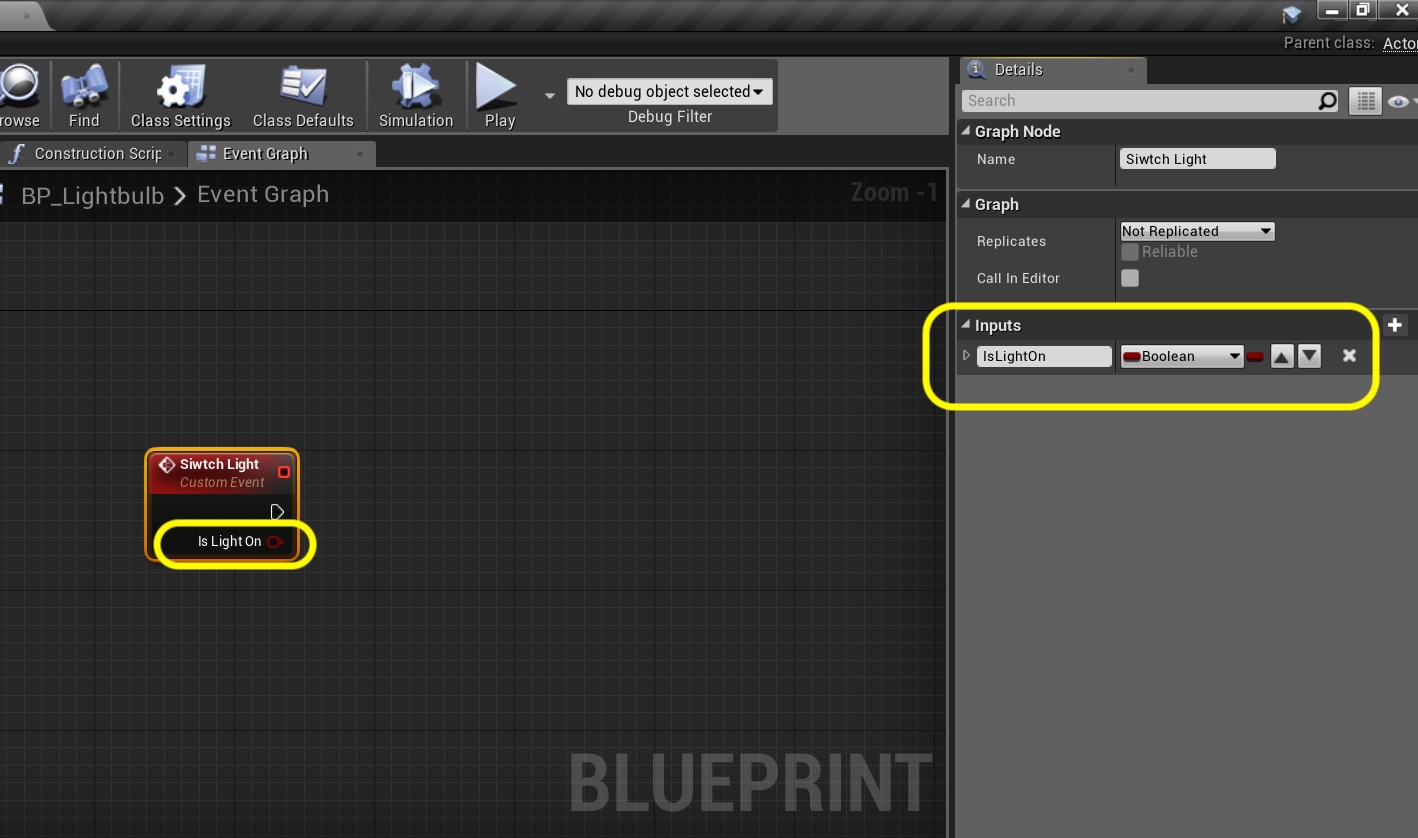 Parent class: Actor
rowse
Find
Class Settings
Class Defaults
Simulation
Play
No debug object selected
Debug Filter
Details
Search
Construction Scrip
Event Graph
BP_Lightbulb
Event Graph
Zoom -1
Graph Node
Name
Siwtch Light
Graph
Replicates
Not Replicated
Reliable
Call In Editor
Inputs
IsLightOn
Boolean
Siwtch Light
Custom Event
Is Light On
BLUEPRINT